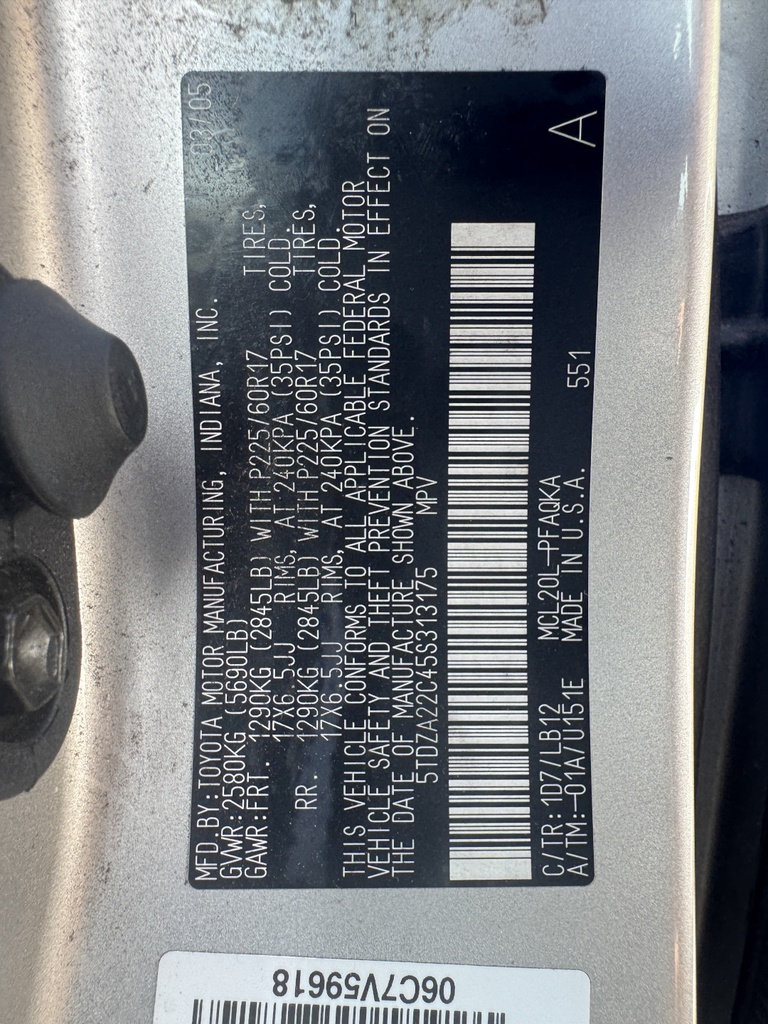 MFD.BY:TOYOTA MOTOR MANUFACTURING, INDIANA, INC. 03/05
GVWR:2580KG (5690LB)
GAWR:FRT. 1290KG (2845LB) WITH P225/60R17 TIRES,
17X6.5JJ RIMS, AT 240KPA (35PSI) COLD.
RR. 1290KG (2845LB) WITH P225/60R17 TIRES,
17X6.5JJ RIMS, AT 240KPA (35PSI) COLD.
THIS VEHICLE CONFORMS TO ALL APPLICABLE FEDERAL MOTOR
VEHICLE SAFETY AND THEFT PREVENTION STANDARDS IN EFFECT ON
THE DATE OF MANUFACTURE SHOWN ABOVE.
5TDZA22C45S313175 MPV
C/TR:1D7/LB12 MCL20L-PFAQKA A
A/TM:-01A/U151E MADE IN U.S.A. 551
06C7V59618